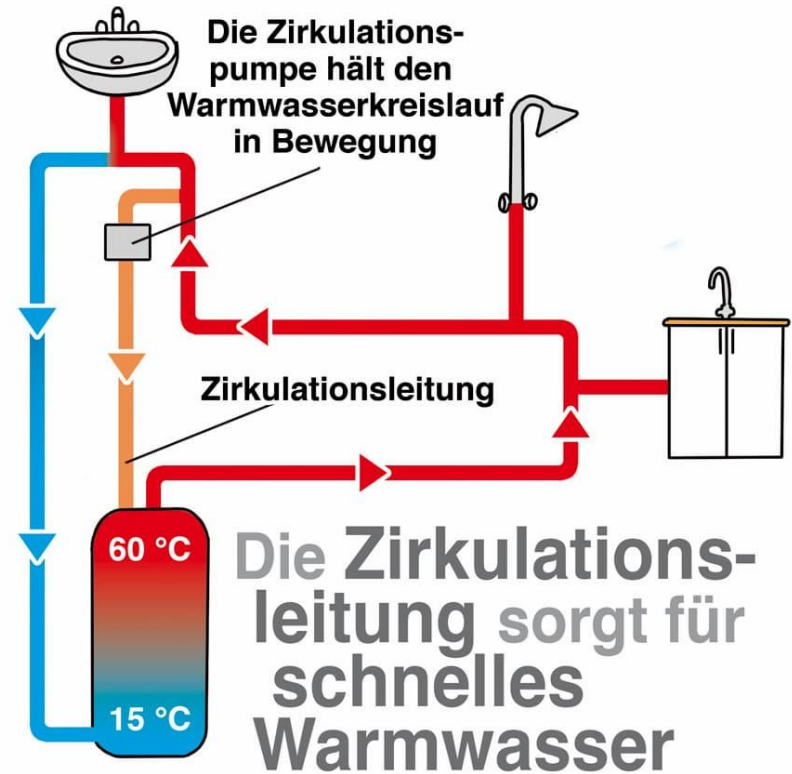 Die Zirkulations-
pumpe hält den
Warmwasserkreislauf
in Bewegung
Zirkulationsleitung
60 °C
15 °C
Die Zirkulations-
leitung sorgt für
schnelles
Warmwasser